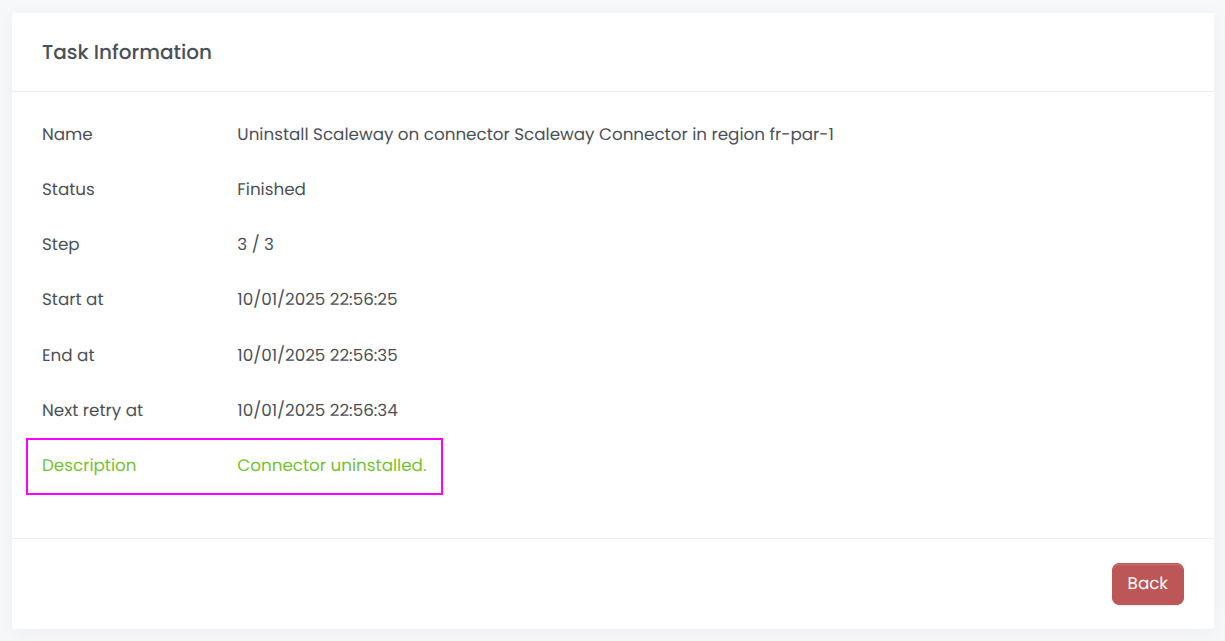 Task Information
Name Uninstall Scaleway on connector Scaleway Connector in region fr-par-1
Status Finished
Step 3 / 3
Start at 10/01/2025 22:56:25
End at 10/01/2025 22:56:35
Next retry at 10/01/2025 22:56:34
Description Connector uninstalled.
Back